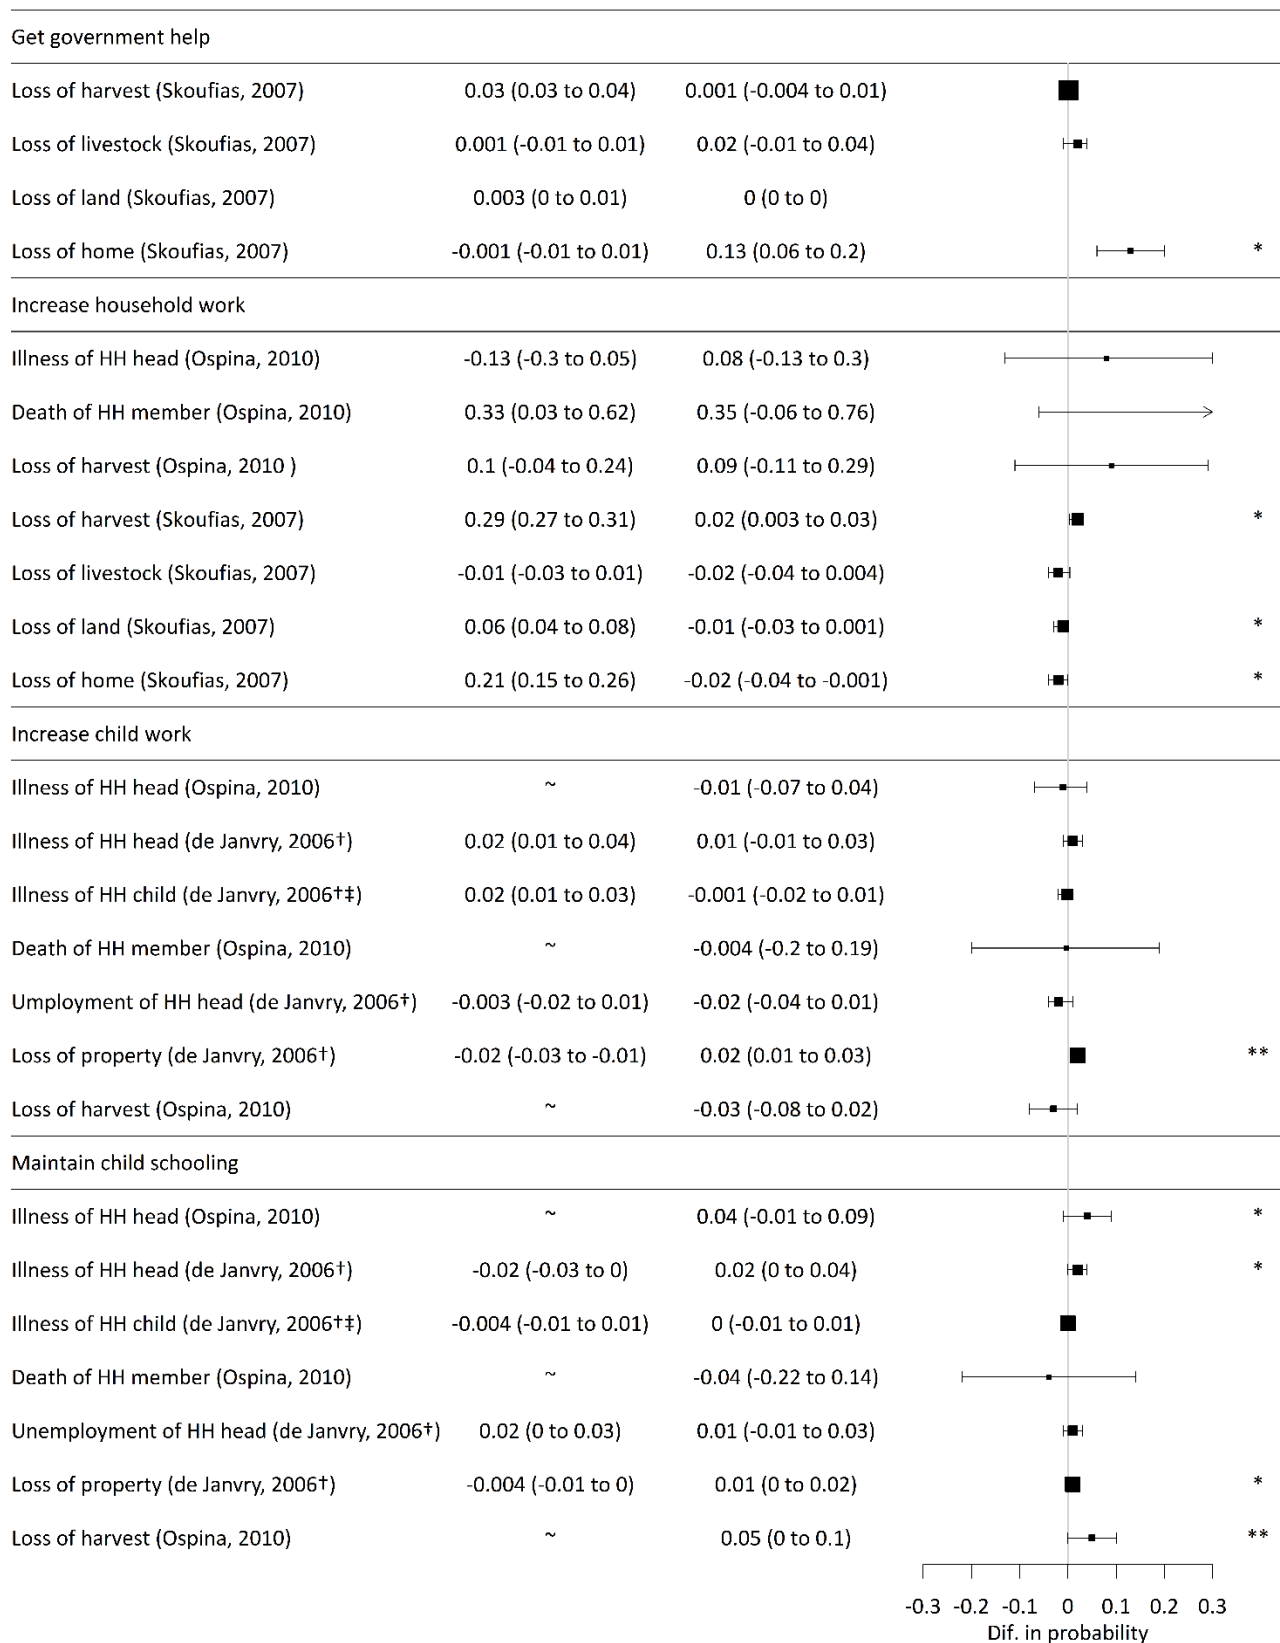 Get government help
Loss of harvest (Skoufias, 2007) 0.03 (0.03 to 0.04) 0.001 (-0.004 to 0.01)
Loss of livestock (Skoufias, 2007) 0.001 (-0.01 to 0.01) 0.02 (-0.01 to 0.04)
Loss of land (Skoufias, 2007) 0.003 (0 to 0.01) 0 (0 to 0)
Loss of home (Skoufias, 2007) -0.001 (-0.01 to 0.01) 0.13 (0.06 to 0.2) *
Increase household work
Illness of HH head (Ospina, 2010) -0.13 (-0.3 to 0.05) 0.08 (-0.13 to 0.3)
Death of HH member (Ospina, 2010) 0.33 (0.03 to 0.62) 0.35 (-0.06 to 0.76)
Loss of harvest (Ospina, 2010 ) 0.1 (-0.04 to 0.24) 0.09 (-0.11 to 0.29)
Loss of harvest (Skoufias, 2007) 0.29 (0.27 to 0.31) 0.02 (0.003 to 0.03) *
Loss of livestock (Skoufias, 2007) -0.01 (-0.03 to 0.01) -0.02 (-0.04 to 0.004)
Loss of land (Skoufias, 2007) 0.06 (0.04 to 0.08) -0.01 (-0.03 to 0.001) *
Loss of home (Skoufias, 2007) 0.21 (0.15 to 0.26) -0.02 (-0.04 to -0.001) *
Increase child work
Illness of HH head (Ospina, 2010) ~ -0.01 (-0.07 to 0.04)
Illness of HH head (de Janvry, 2006†) 0.02 (0.01 to 0.04) 0.01 (-0.01 to 0.03)
Illness of HH child (de Janvry, 2006†‡) 0.02 (0.01 to 0.03) -0.001 (-0.02 to 0.01)
Death of HH member (Ospina, 2010) ~ -0.004 (-0.2 to 0.19)
Umployment of HH head (de Janvry, 2006†) -0.003 (-0.02 to 0.01) -0.02 (-0.04 to 0.01)
Loss of property (de Janvry, 2006†) -0.02 (-0.03 to -0.01) 0.02 (0.01 to 0.03) **
Loss of harvest (Ospina, 2010) ~ -0.03 (-0.08 to 0.02)
Maintain child schooling
Illness of HH head (Ospina, 2010) ~ 0.04 (-0.01 to 0.09) *
Illness of HH head (de Janvry, 2006†) -0.02 (-0.03 to 0) 0.02 (0 to 0.04) *
Illness of HH child (de Janvry, 2006†‡) -0.004 (-0.01 to 0.01) 0 (-0.01 to 0.01)
Death of HH member (Ospina, 2010) ~ -0.04 (-0.22 to 0.14)
Unemployment of HH head (de Janvry, 2006†) 0.02 (0 to 0.03) 0.01 (-0.01 to 0.03)
Loss of property (de Janvry, 2006†) -0.004 (-0.01 to 0) 0.01 (0 to 0.02) *
Loss of harvest (Ospina, 2010) ~ 0.05 (0 to 0.1) **
-0.3 -0.2 -0.1 0 0.1 0.2 0.3
Dif. in probability